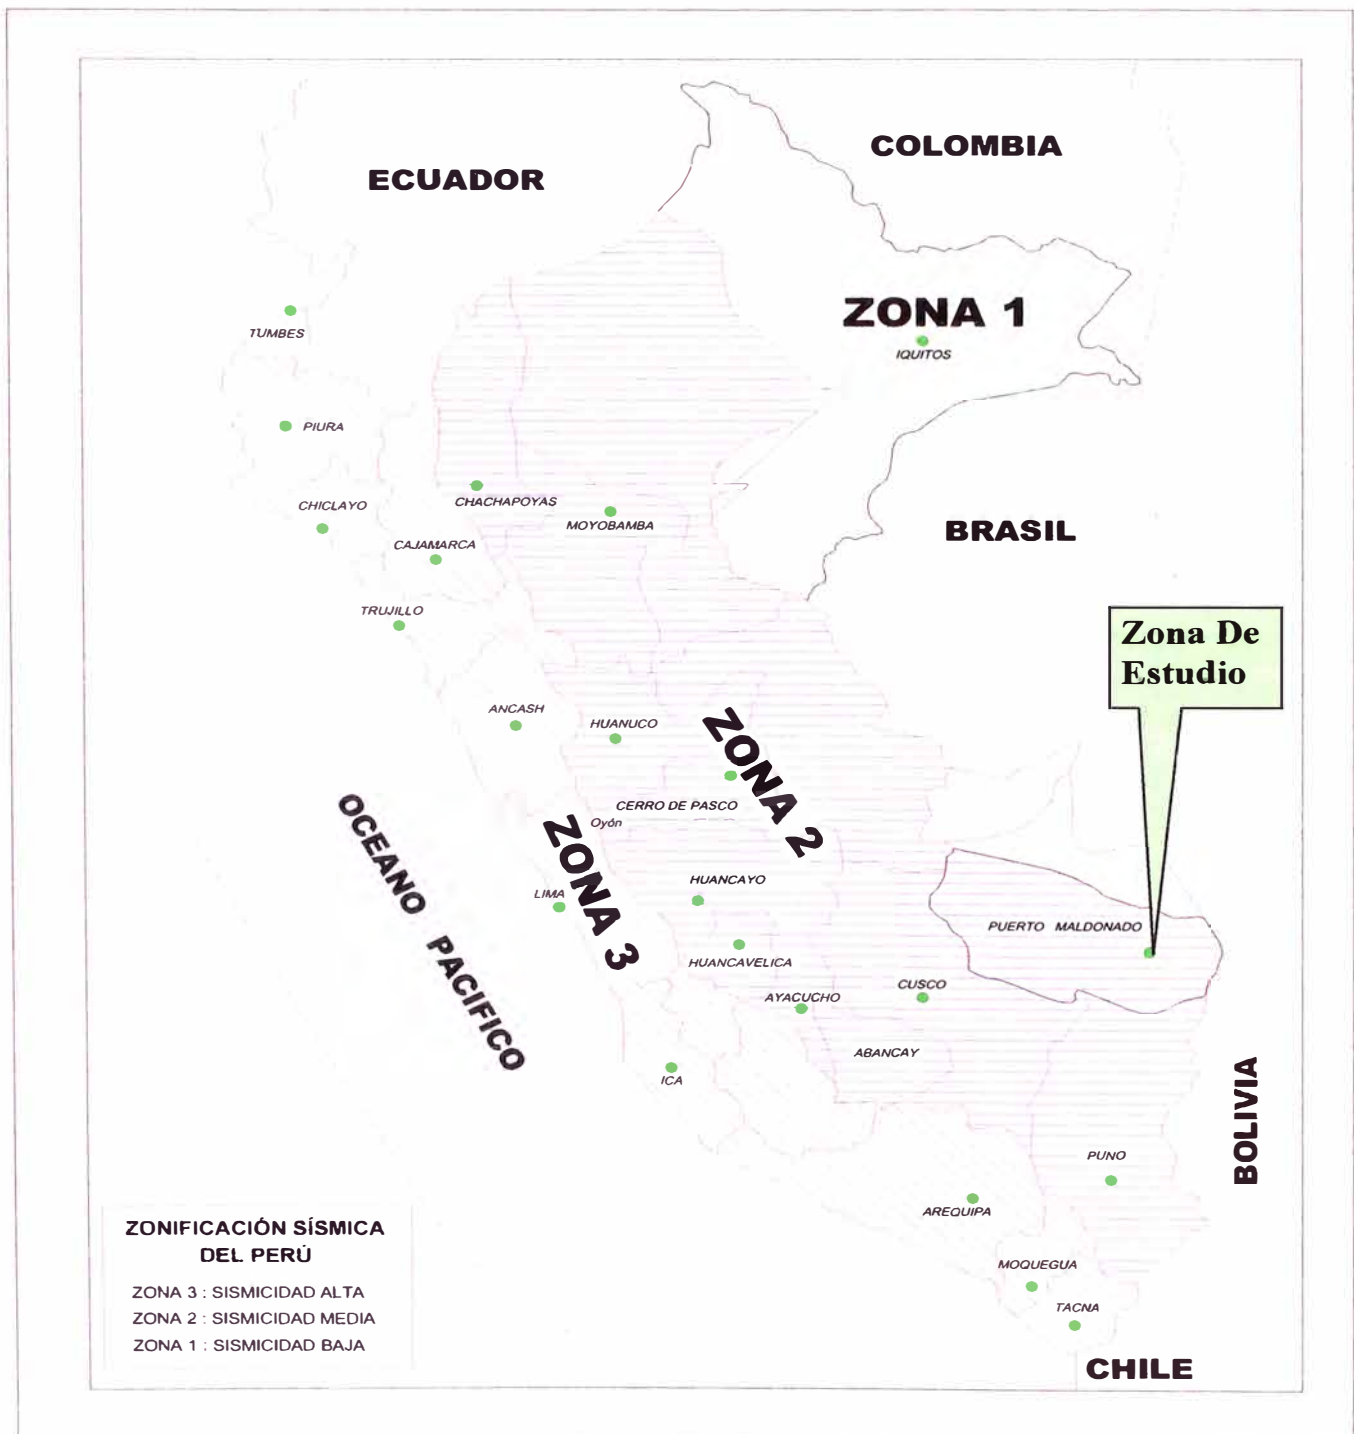 COLOMBIA
ECUADOR
ZONA 1
IQUITOS
TUMBES
PIURA
CHICLAYO
CHACHAPOYAS
MOYOBAMBA
CAJAMARCA
BRASIL
TRUJILLO
Zona De
Estudio
ANCASH
HUANUCO
ZONA 2
CERRO DE PASCO
Oyón
ZONA 3
OCEANO PACIFICO
HUANCAYO
LIMA
PUERTO MALDONADO
HUANCAVELICA
CUSCO
AYACUCHO
ABANCAY
ICA
BOLIVIA
PUNO
AREQUIPA
MOQUEGUA
TACNA
CHILE
ZONIFICACIÓN SÍSMICA
DEL PERÚ
ZONA 3 : SISMICIDAD ALTA
ZONA 2 : SISMICIDAD MEDIA
ZONA 1 : SISMICIDAD BAJA